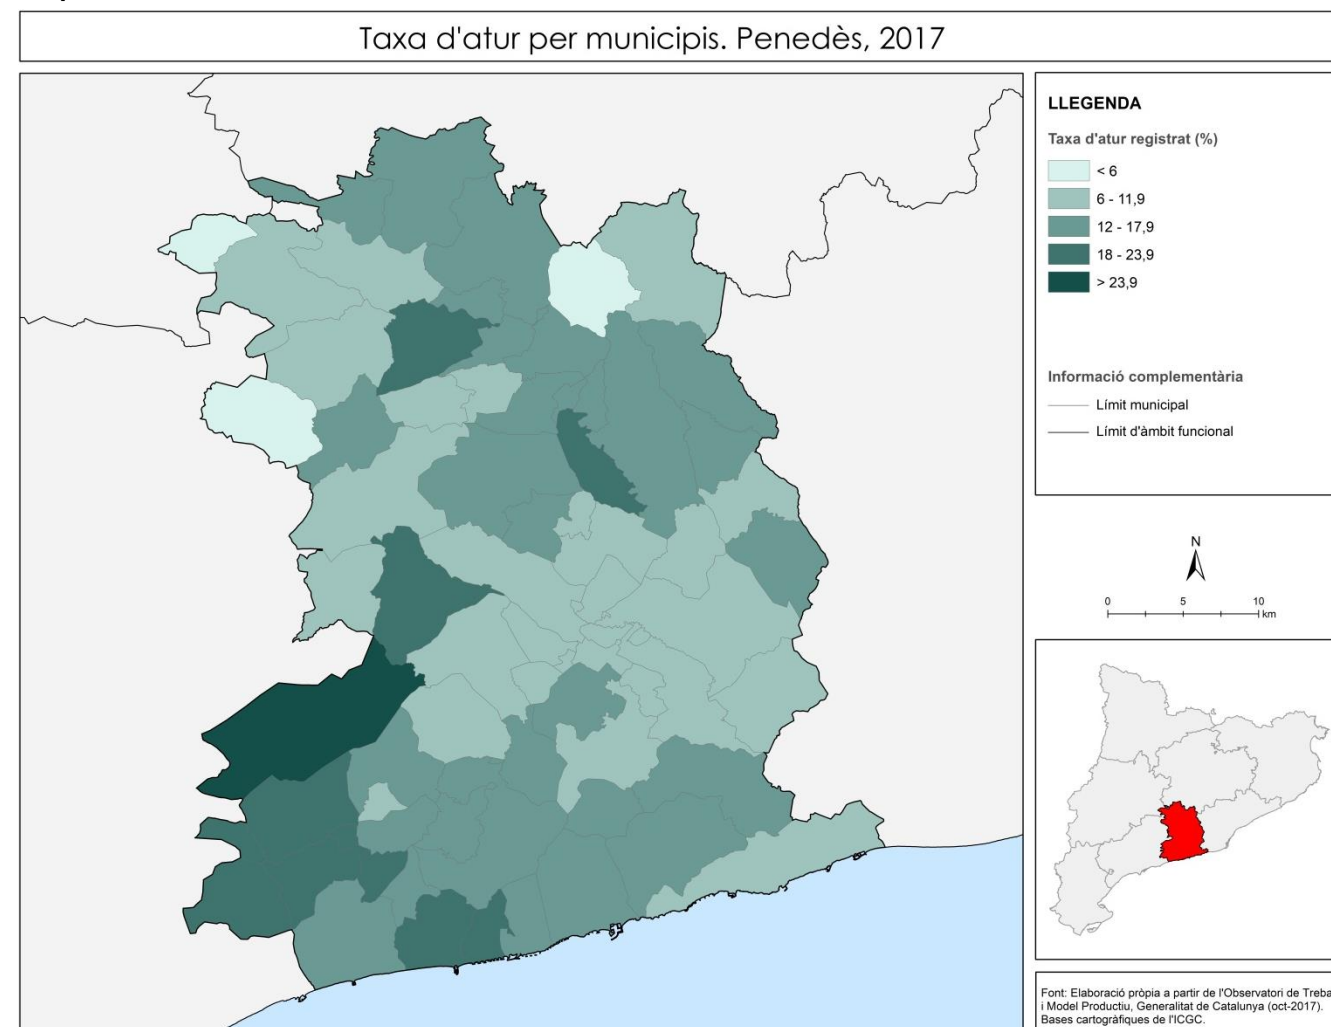 Taxa d'atur per municipis. Penedès, 2017
LLEGENDA
Taxa d'atur registrat (%)
< 6
6 - 11,9
12 - 17,9
18 - 23,9
> 23,9
Informació complementària
Límit municipal
Límit d'àmbit funcional
N
0 5 10
km
Font: Elaboració pròpia a partir de l'Observatori de Treba
i Model Productiu, Generalitat de Catalunya (oct-2017).
Bases cartogràfiques de l'ICGC.